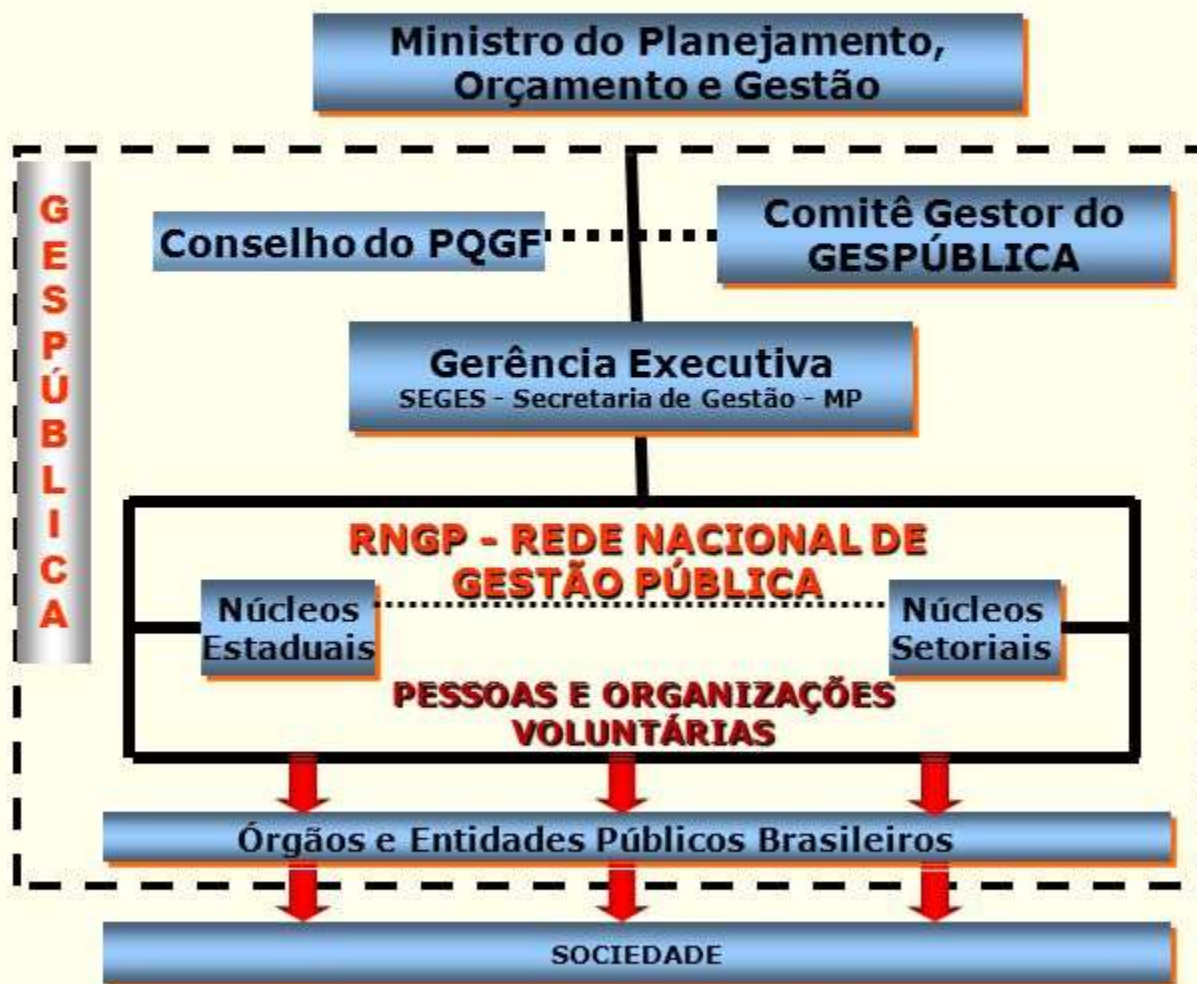 Ministro do Planejamento,
Orçamento e Gestão
GESPÚBLICA
Conselho do PQGF
Comitê Gestor do
GESPÚBLICA
Gerência Executiva
SEGES - Secretaria de Gestão - MP
RNGP - REDE NACIONAL DE
GESTÃO PÚBLICA
Núcleos
Estaduais
Núcleos
Setoriais
PESSOAS E ORGANIZAÇÕES
VOLUNTÁRIAS
Órgãos e Entidades Públicos Brasileiros
SOCIEDADE